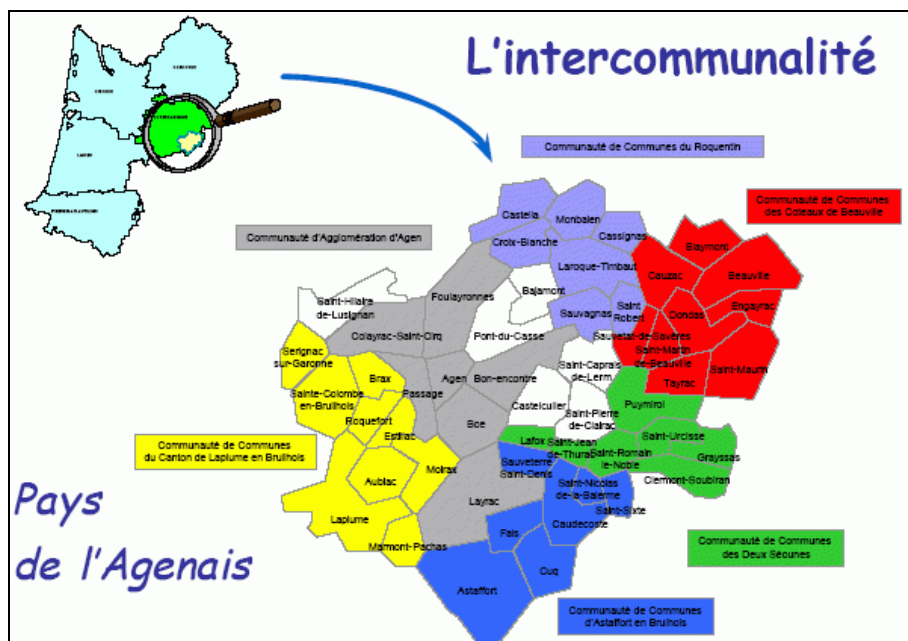 L'intercommunalité
Communauté de Communes du Roquentin
Communauté de Communes
des Coteaux de Beauville
Communauté d'Agglomération d'Agen
Castella
Monbalen
Cassignas
Croix-Blanche
Laroque-Timbaut
Blaymont
Beauville
Cauzac
Engayrac
Dondas
Bajamont
Foulayronnes
Saint-Hilaire
de-Lusignan
Sauvagnas
Saint
Robert
Colayrac-Saint-Cirq
Pont-du-Casse
Sauvetat-de-Savères
Saint-Martin
de-Beauville
Saint-Maurin
Tayrac
Serignac
sur-Garonne
Brax
Agen
Bon-encontre
Saint-Caprais
de-Lerm
Passage
Sainte-Colombe
en-Brulhois
Castelculier
Puymirol
Roquefort
Saint-Pierre
de-Clairac
Estillac
Boe
Lafox
Saint-Jean
de-Thurac
Saint-Urcisse
Grayssas
Communauté de Communes
du Canton de Laplume en Brulhois
Moirax
Sauveterre
Saint-Denis
Saint-Romain
le-Noble
Clermont-Soubiran
Aubiac
Saint-Nicolas
de-la-Balerme
Layrac
Saint-Sixte
Laplume
Caudecoste
Fals
Marmont-Pachas
Cuq
Astaffort
Pays
de l'Agenais
Communauté de Communes
des Deux Séounes
Communauté de Communes
d'Astaffort en Brulhois